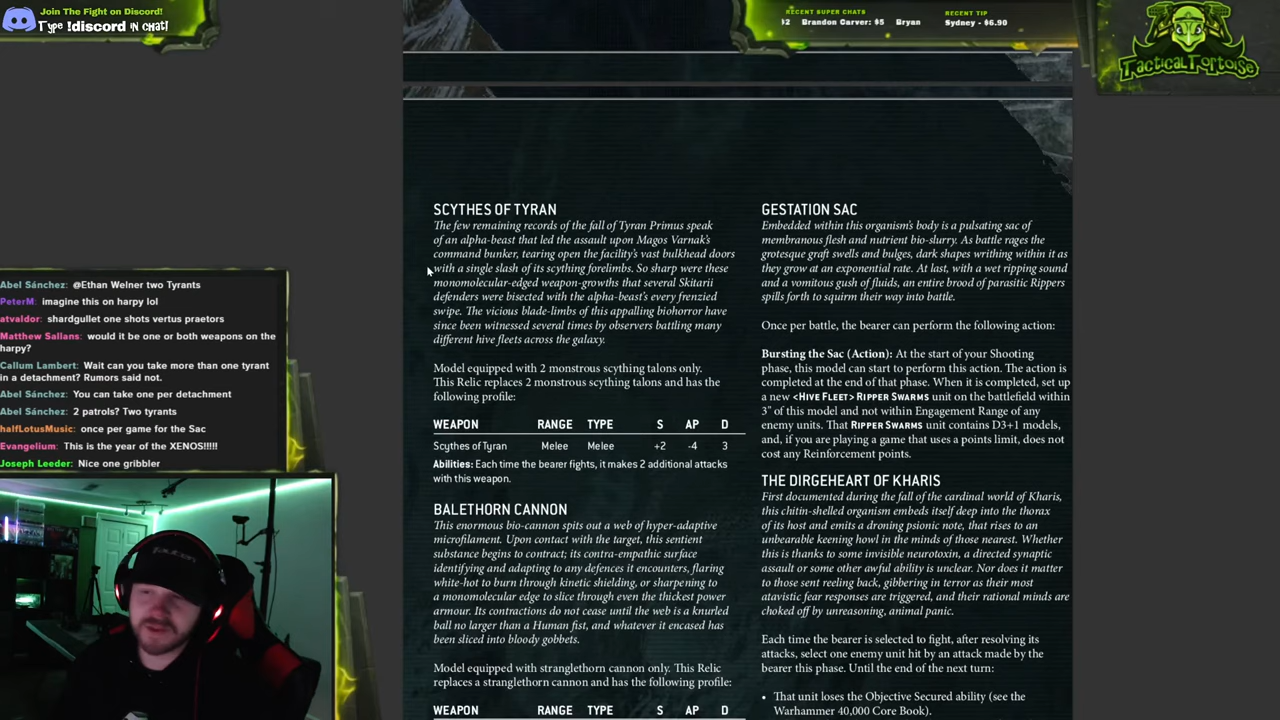 Join The Fight on Discord!
Type !discord in chat!
RECENT SUPER CHATS
Brandon Carver: $5 Bryan
RECENT TIP
Sydney - $6.90
TACTICALTORTOISE
SCYTHES OF TYRAN
The few remaining records of the fall of Tyran Primus speak
of an alpha-beast that led the assault upon Magos Varnak's
command bunker, tearing open the facility's vast bulkhead doors
with a single slash of its scything forelimbs. So sharp were these
monomolecular-edged weapon-growths that several Skitarii
defenders were bisected with the alpha-beast's every frenzied
swipe. The vicious blade-limbs of this appalling biohorror have
since been witnessed several times by observers battling many
different hive fleets across the galaxy.
Model equipped with 2 monstrous scything talons only.
This Relic replaces 2 monstrous scything talons and has the
following profile:
WEAPON RANGE TYPE S AP D
Scythes of Tyran Melee Melee +2 -4 3
Abilities: Each time the bearer fights, it makes 2 additional attacks
with this weapon.
BALETHORN CANNON
This enormous bio-cannon spits out a web of hyper-adaptive
microfilament. Upon contact with the target, this sentient
substance begins to contract; its contra-empathic surface
identifying and adapting to any defences it encounters, flaring
white-hot to burn through kinetic shielding, or sharpening to
a monomolecular edge to slice through even the thickest power
armour. Its contractions do not cease until the web is a knurled
ball no larger than a Human fist, and whatever it encased has
been sliced into bloody gobbets.
Model equipped with stranglethorn cannon only. This Relic
replaces a stranglethorn cannon and has the following profile:
WEAPON RANGE TYPE S AP D
GESTATION SAC
Embedded within this organism's body is a pulsating sac of
membranous flesh and nutrient bio-slurry. As battle rages the
grotesque graft swells and bulges, dark shapes writhing within it as
they grow at an exponential rate. At last, with a wet ripping sound
and a vomitous gush of fluids, an entire brood of parasitic Rippers
spills forth to squirm their way into battle.
Once per battle, the bearer can perform the following action:
Bursting the Sac (Action): At the start of your Shooting
phase, this model can start to perform this action. The action is
completed at the end of that phase. When it is completed, set up
a new <HIVE FLEET> RIPPER SWARMS unit on the battlefield within
3" of this model and not within Engagement Range of any
enemy units. That RIPPER SWARMS unit contains D3+1 models,
and, if you are playing a game that uses a points limit, does not
cost any Reinforcement points.
THE DIRGEHEART OF KHARIS
First documented during the fall of the cardinal world of Kharis,
this chitin-shelled organism embeds itself deep into the thorax
of its host and emits a droning psionic note, that rises to an
unbearable keening howl in the minds of those nearest. Whether
this is thanks to some invisible neurotoxin, a directed synaptic
assault or some other awful ability is unclear. Nor does it matter
to those sent reeling back, gibbering in terror as their most
atavistic fear responses are triggered, and their rational minds are
choked off by unreasoning, animal panic.
Each time the bearer is selected to fight, after resolving its
attacks, select one enemy unit hit by an attack made by the
bearer this phase. Until the end of the next turn:
• That unit loses the Objective Secured ability (see the
Warhammer 40,000 Core Book).
Abel Sánchez: @Ethan Welner two Tyrants
PeterM: imagine this on harpy lol
atvaldor: shardgullet one shots vertus praetors
Matthew Sallans: would it be one or both weapons on the
harpy?
Callum Lambert: Wait can you take more than one tyrant
in a detachment? Rumors said not.
Abel Sánchez: You can take one per detachment
Abel Sánchez: 2 patrols? Two tyrants
halfLotusMusic: once per game for the Sac
Evangelium: This is the year of the XENOS!!!!!
Joseph Leeder: Nice one gribbler